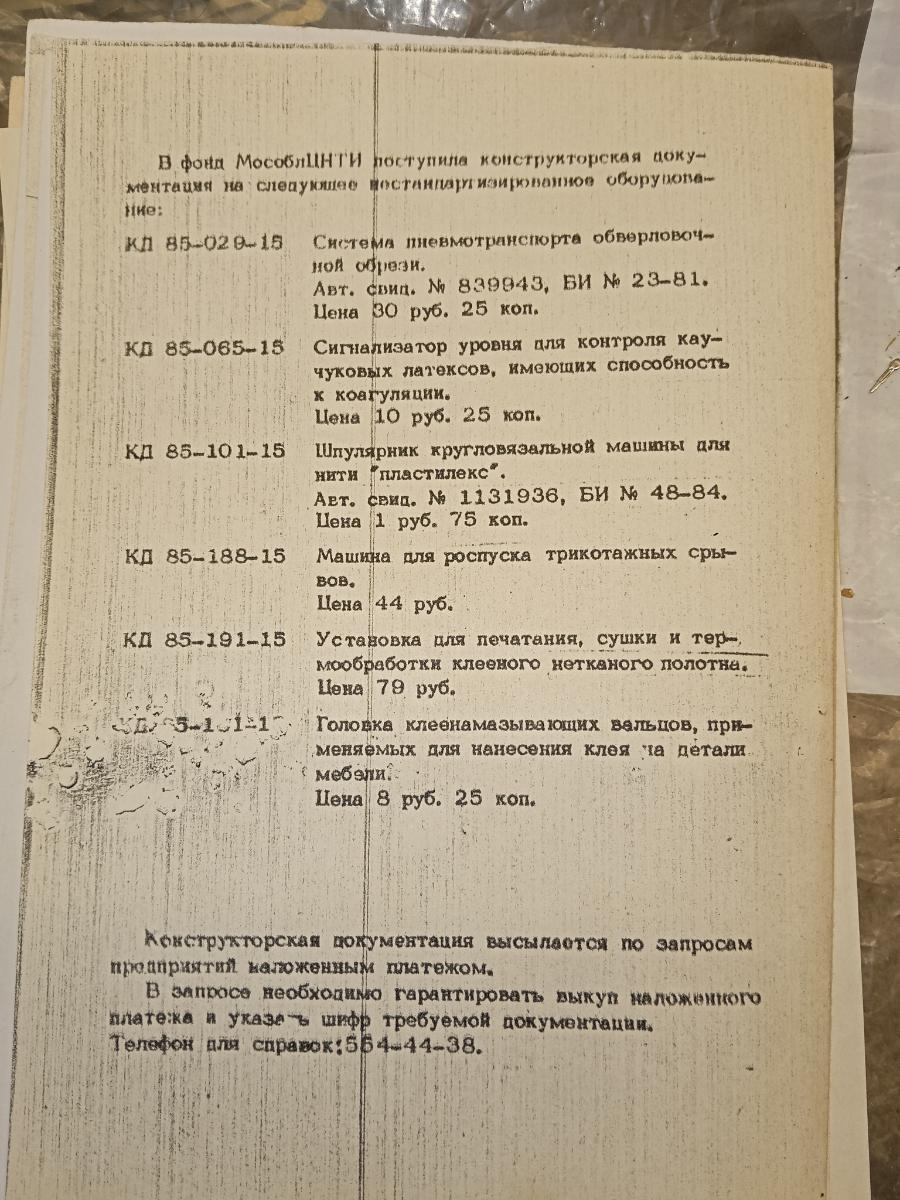 В фонд МособлЦНТИ поступила конструкторская доку-
ментация на следующее нестандартизированное оборудова-
ние:
КД 85-029-15 Система пневмотранспорта обверловоч-
ной обрези.
Авт. свид. № 839943, БИ № 23-81.
Цена 30 руб. 25 коп.
КД 85-065-15 Сигнализатор уровня для контроля кау-
чуковых латексов, имеющих способность
к коагуляции.
Цена 10 руб. 25 коп.
КД 85-101-15 Шпулярник кругловязальной машины для
нити "пластилекс".
Авт. свид. № 1131936, БИ № 48-84.
Цена 1 руб. 75 коп.
КД 85-188-15 Машина для роспуска трикотажных сры-
вов.
Цена 44 руб.
КД 85-191-15 Установка для печатания, сушки и тер-
мообработки клееного нетканого полотна.
Цена 79 руб.
Головка клеенамазывающих вальцов, при-
меняемых для нанесения клея на детали
мебели.
Цена 8 руб. 25 коп.
Конструкторская документация высылается по запросам
предприятий наложенным платежом.
В запросе необходимо гарантировать выкуп наложенного
платежа и указать шифр требуемой документации.
Телефон для справок:554-44-38.